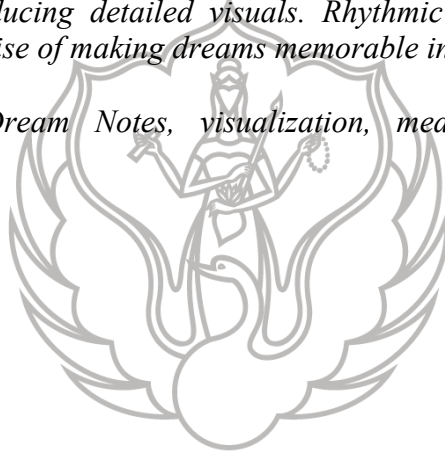 ducing detailed visuals. Rhythmic
ise of making dreams memorable in
Dream Notes, visualization, med